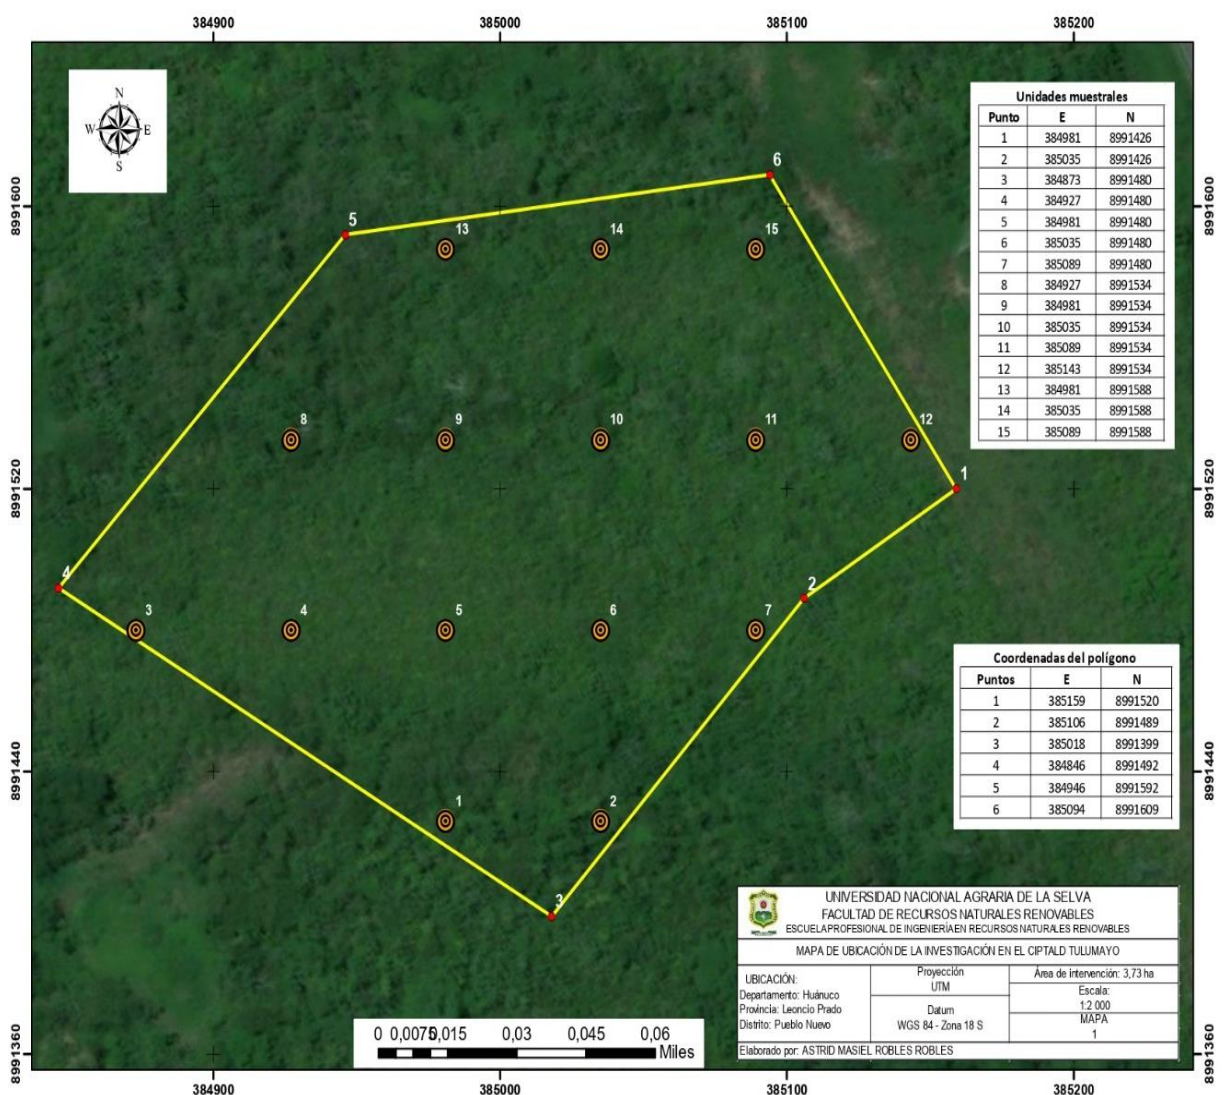 384900 385000 385100 385200
N
W E
S
Unidades muestrales
Punto E N
1 384981 8991426
2 385035 8991426
3 384873 8991480
4 384927 8991480
5 384981 8991480
6 385035 8991480
7 385089 8991480
8 384927 8991534
9 384981 8991534
10 385035 8991534
11 385089 8991534
12 385143 8991534
13 384981 8991588
14 385035 8991588
15 385089 8991588
6
8991600 8991600
5
13 14 15
8 9 10 11 12
8991520 8991520
1
4
2
3 4 5 6 7
Coordenadas del polígono
Puntos E N
1 385159 8991520
2 385106 8991489
3 385018 8991399
4 384846 8991492
5 384946 8991592
6 385094 8991609
8991440 8991440
1 2
3
UNIVERSIDAD NACIONAL AGRARIA DE LA SELVA
FACULTAD DE RECURSOS NATURALES RENOVABLES
ESCUELA PROFESIONAL DE INGENIERÍA EN RECURSOS NATURALES RENOVABLES
MAPA DE UBICACIÓN DE LA INVESTIGACIÓN EN EL CIPTALD TULUMAYO
UBICACIÓN:
Departamento: Huánuco
Provincia: Leoncio Prado
Distrito: Pueblo Nuevo
Proyección
UTM
Datum
WGS 84 - Zona 18 S
Área de intervención: 3,73 ha
Escala:
1:2 000
MAPA
1
Elaborado por: ASTRID MASIEL ROBLES ROBLES
0 0,0075 0,015 0,03 0,045 0,06
Miles
8991360 8991360
384900 385000 385100 385200